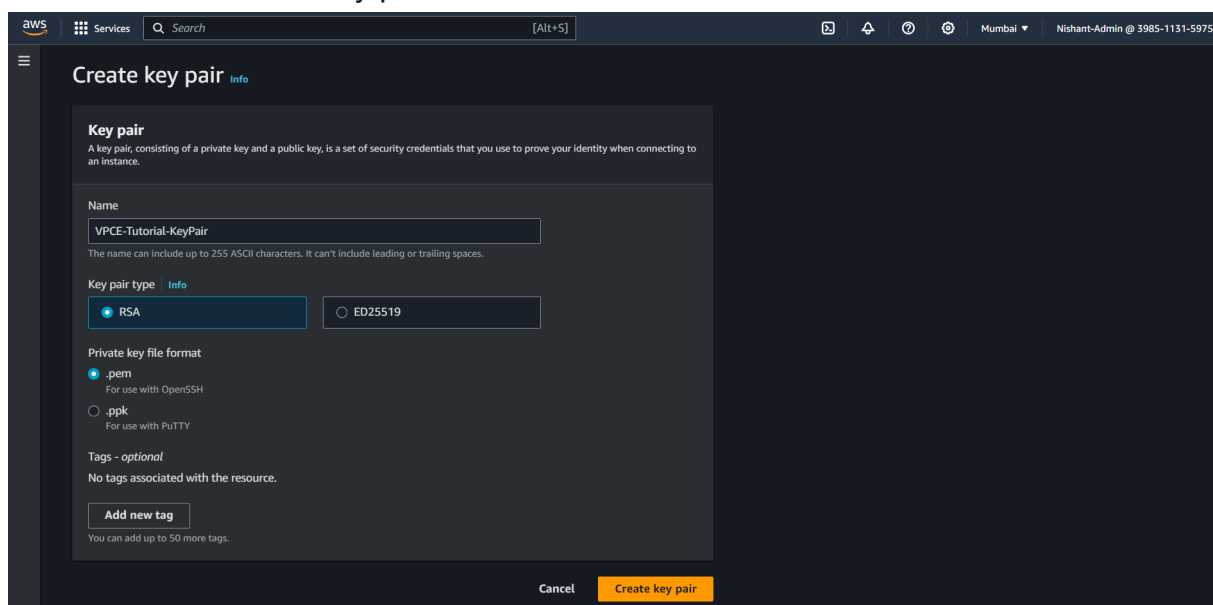 aws
Services
Search
[Alt+S]
Mumbai
Nishant-Admin @ 3985-1131-5975
Create key pair Info
Key pair
A key pair, consisting of a private key and a public key, is a set of security credentials that you use to prove your identity when connecting to
an instance.
Name
VPCE-Tutorial-KeyPair
The name can include up to 255 ASCII characters. It can't include leading or trailing spaces.
Key pair type Info
RSA
ED25519
Private key file format
.pem
For use with OpenSSH
.ppk
For use with PuTTY
Tags - optional
No tags associated with the resource.
Add new tag
You can add up to 50 more tags.
Cancel
Create key pair